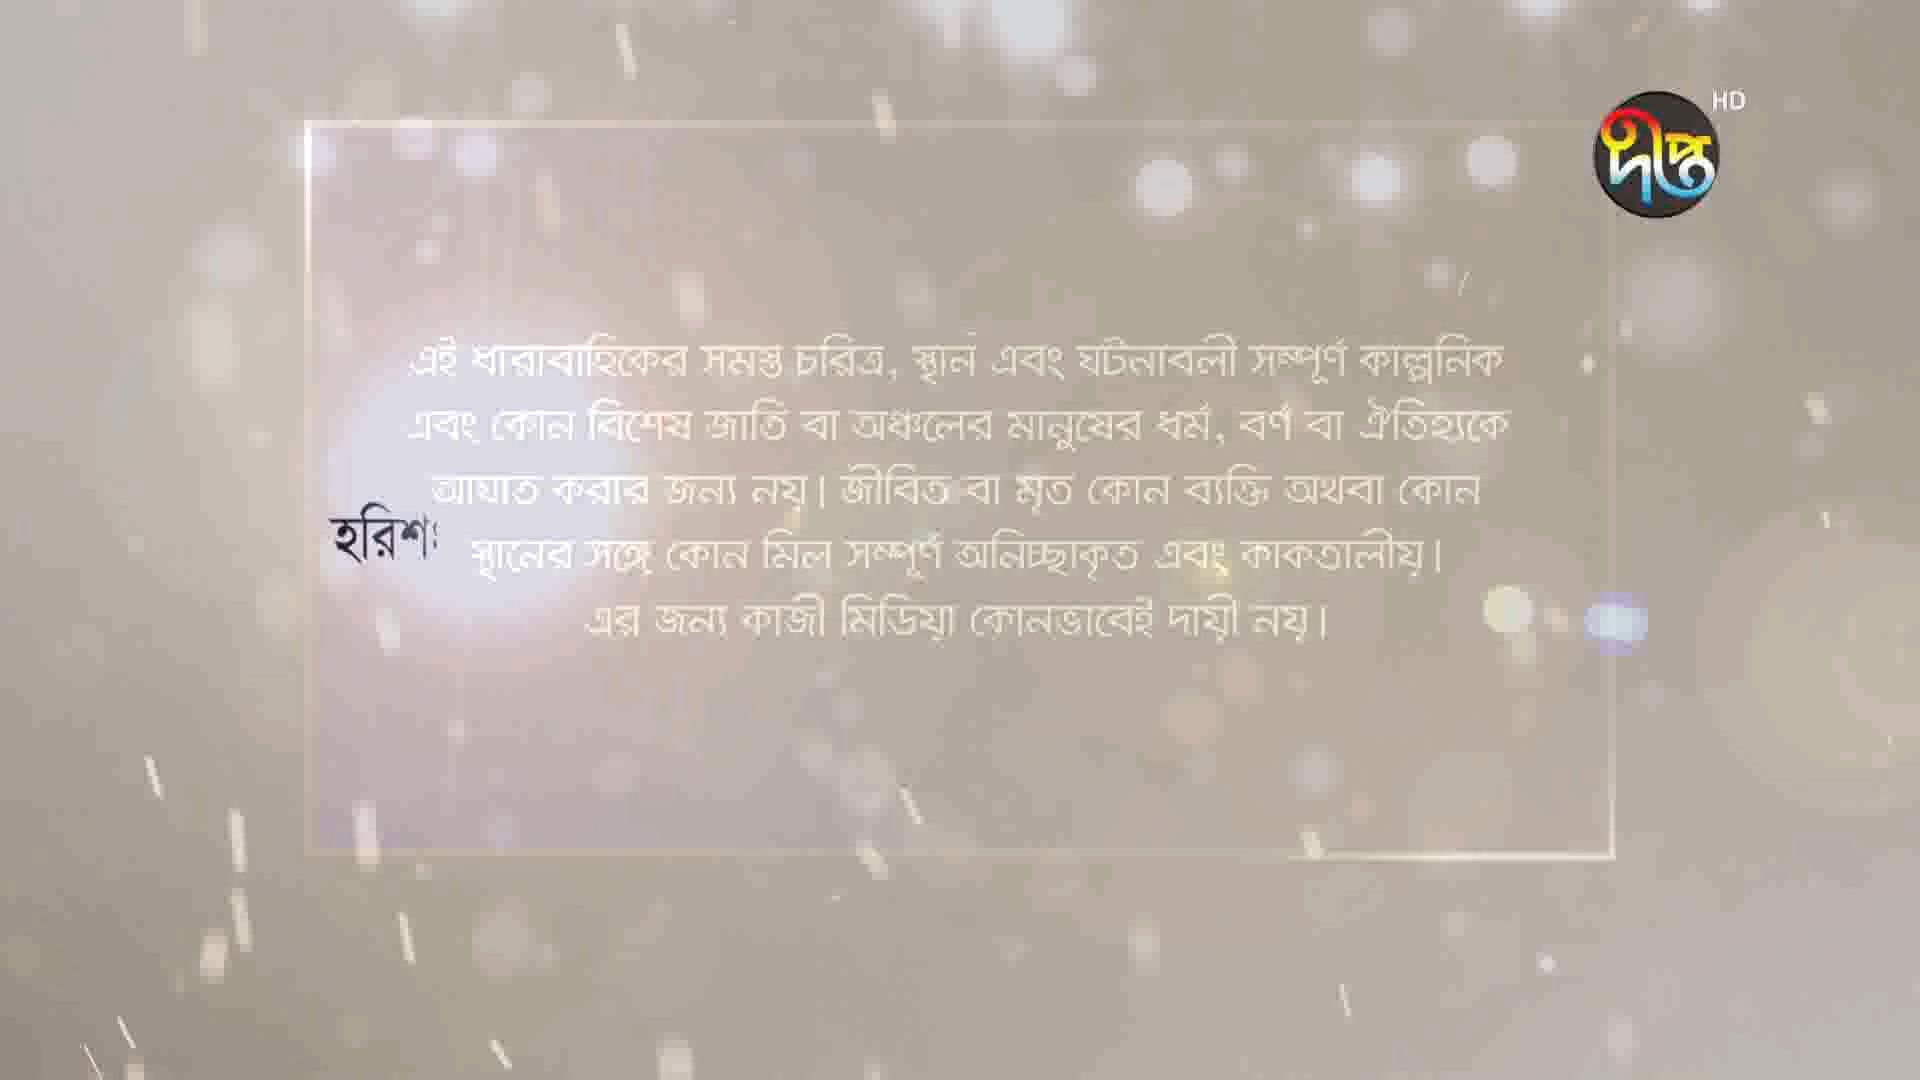 HD
দীপ্ত
এই ধারাবাহিকের সমস্ত চরিত্র, স্থান এবং ঘটনাবলী সম্পূর্ণ কাল্পনিক
এবং কোন বিশেষ জাতি বা অঞ্চলের মানুষের ধর্ম, বর্ণ বা ঐতিহ্যকে
আঘাত করার জন্য নয়। জীবিত বা মৃত কোন ব্যক্তি অথবা কোন
স্থানের সঙ্গে কোন মিল সম্পূর্ণ অনিচ্ছাকৃত এবং কাকতালীয়।
এর জন্য কাজী মিডিয়া কোনভাবেই দায়ী নয়।